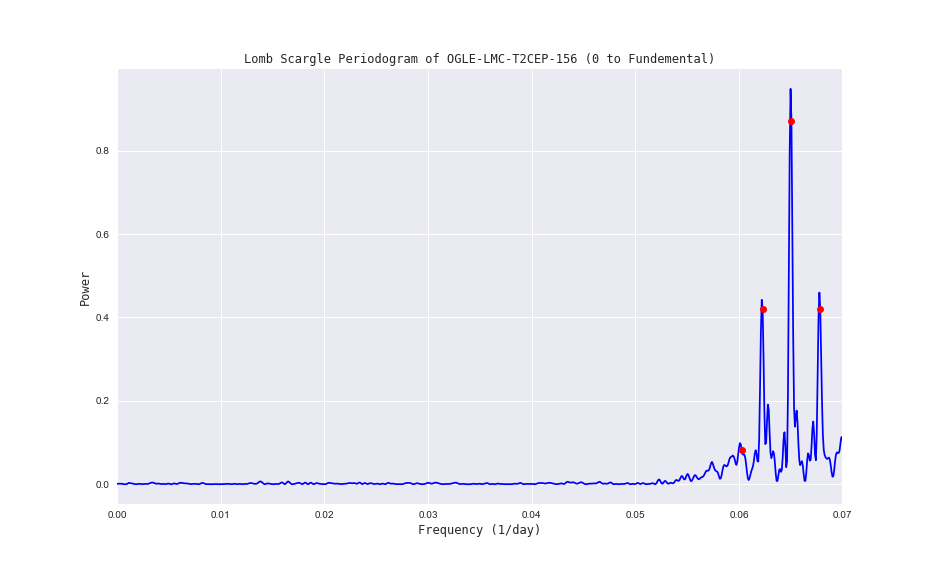 Lomb Scargle Periodogram of OGLE-LMC-T2CEP-156 (0 to Fundemental)
Power
0.8
0.6
0.4
0.2
0.0
0.00 0.01 0.02 0.03 0.04 0.05 0.06 0.07
Frequency (1/day)